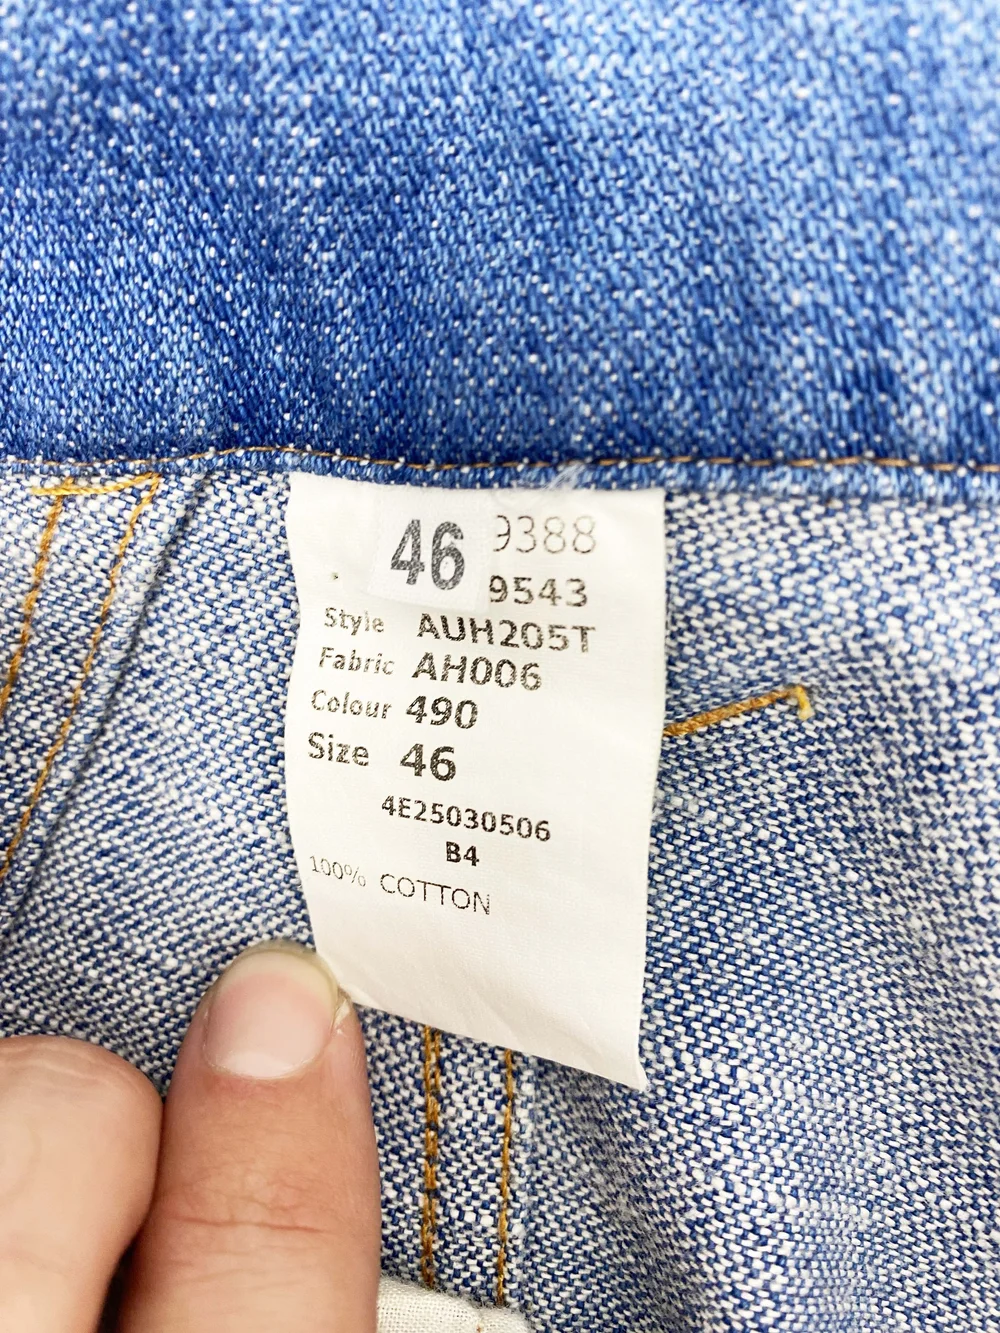 46 9388
9543
Style AUH205T
Fabric AH006
Colour 490
Size 46
4E25030506
B4
100% COTTON